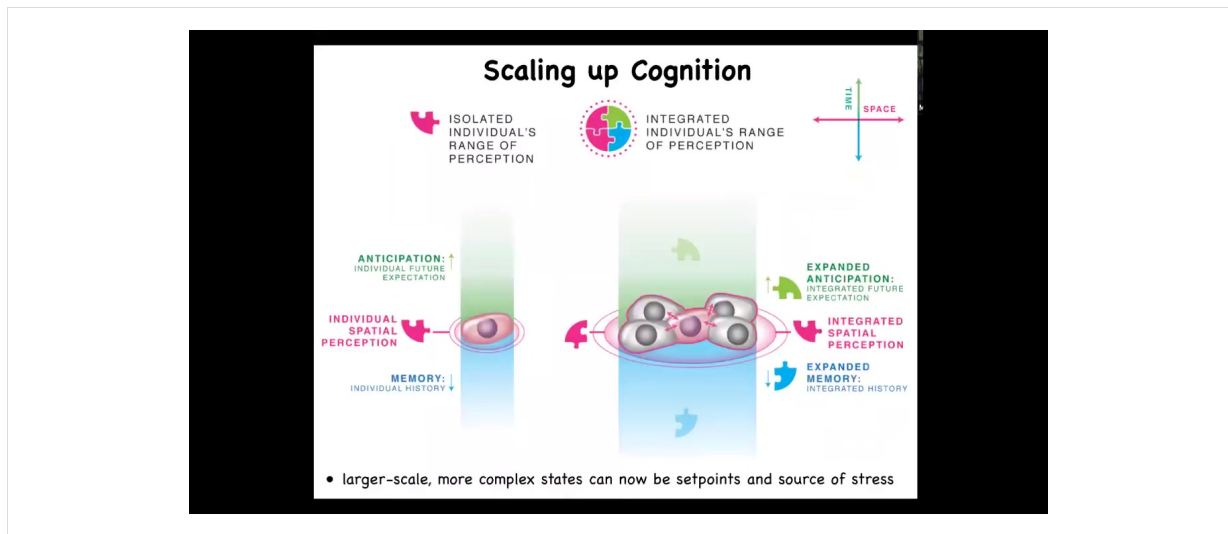 Scaling up Cognition
ISOLATED
INDIVIDUAL'S
RANGE OF
PERCEPTION
INTEGRATED
INDIVIDUAL'S RANGE
OF PERCEPTION
TIME
SPACE
ANTICIPATION:
INDIVIDUAL FUTURE
EXPECTATION
INDIVIDUAL
SPATIAL
PERCEPTION
MEMORY:
INDIVIDUAL HISTORY
EXPANDED
ANTICIPATION:
INTEGRATED FUTURE
EXPECTATION
INTEGRATED
SPATIAL
PERCEPTION
EXPANDED
MEMORY:
INTEGRATED HISTORY
• larger-scale, more complex states can now be setpoints and source of stress